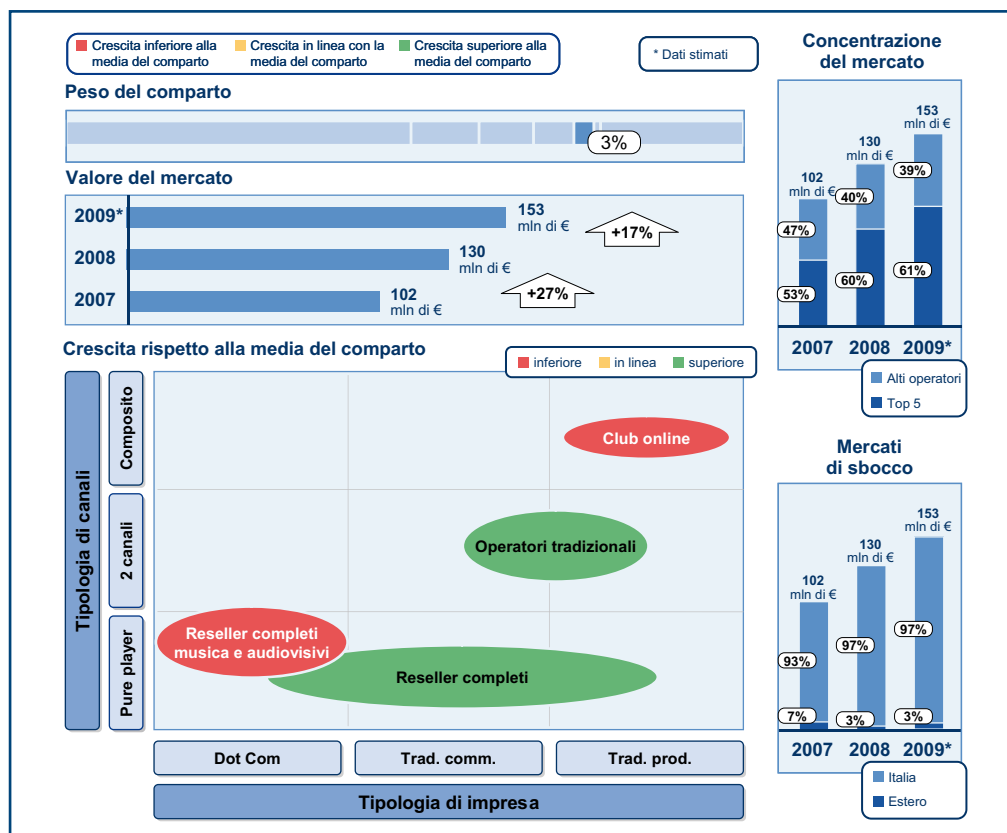 Crescita inferiore alla
media del comparto
Crescita in linea con la
media del comparto
Crescita superiore alla
media del comparto
* Dati stimati
Peso del comparto
3%
Valore del mercato
2009*
153
mln di €
+17%
2008
130
mln di €
+27%
2007
102
mln di €
Crescita rispetto alla media del comparto
inferiore
in linea
superiore
Tipologia di canali
Composito
2 canali
Pure player
Club online
Operatori tradizionali
Reseller completi
musica e audiovisivi
Reseller completi
Dot Com
Trad. comm.
Trad. prod.
Tipologia di impresa
Concentrazione
del mercato
153
mln di €
130
mln di €
102
mln di €
39%
40%
47%
61%
60%
53%
2007
2008
2009*
Alti operatori
Top 5
Mercati
di sbocco
153
mln di €
130
mln di €
102
mln di €
97%
97%
93%
7%
3%
3%
2007
2008
2009*
Italia
Estero